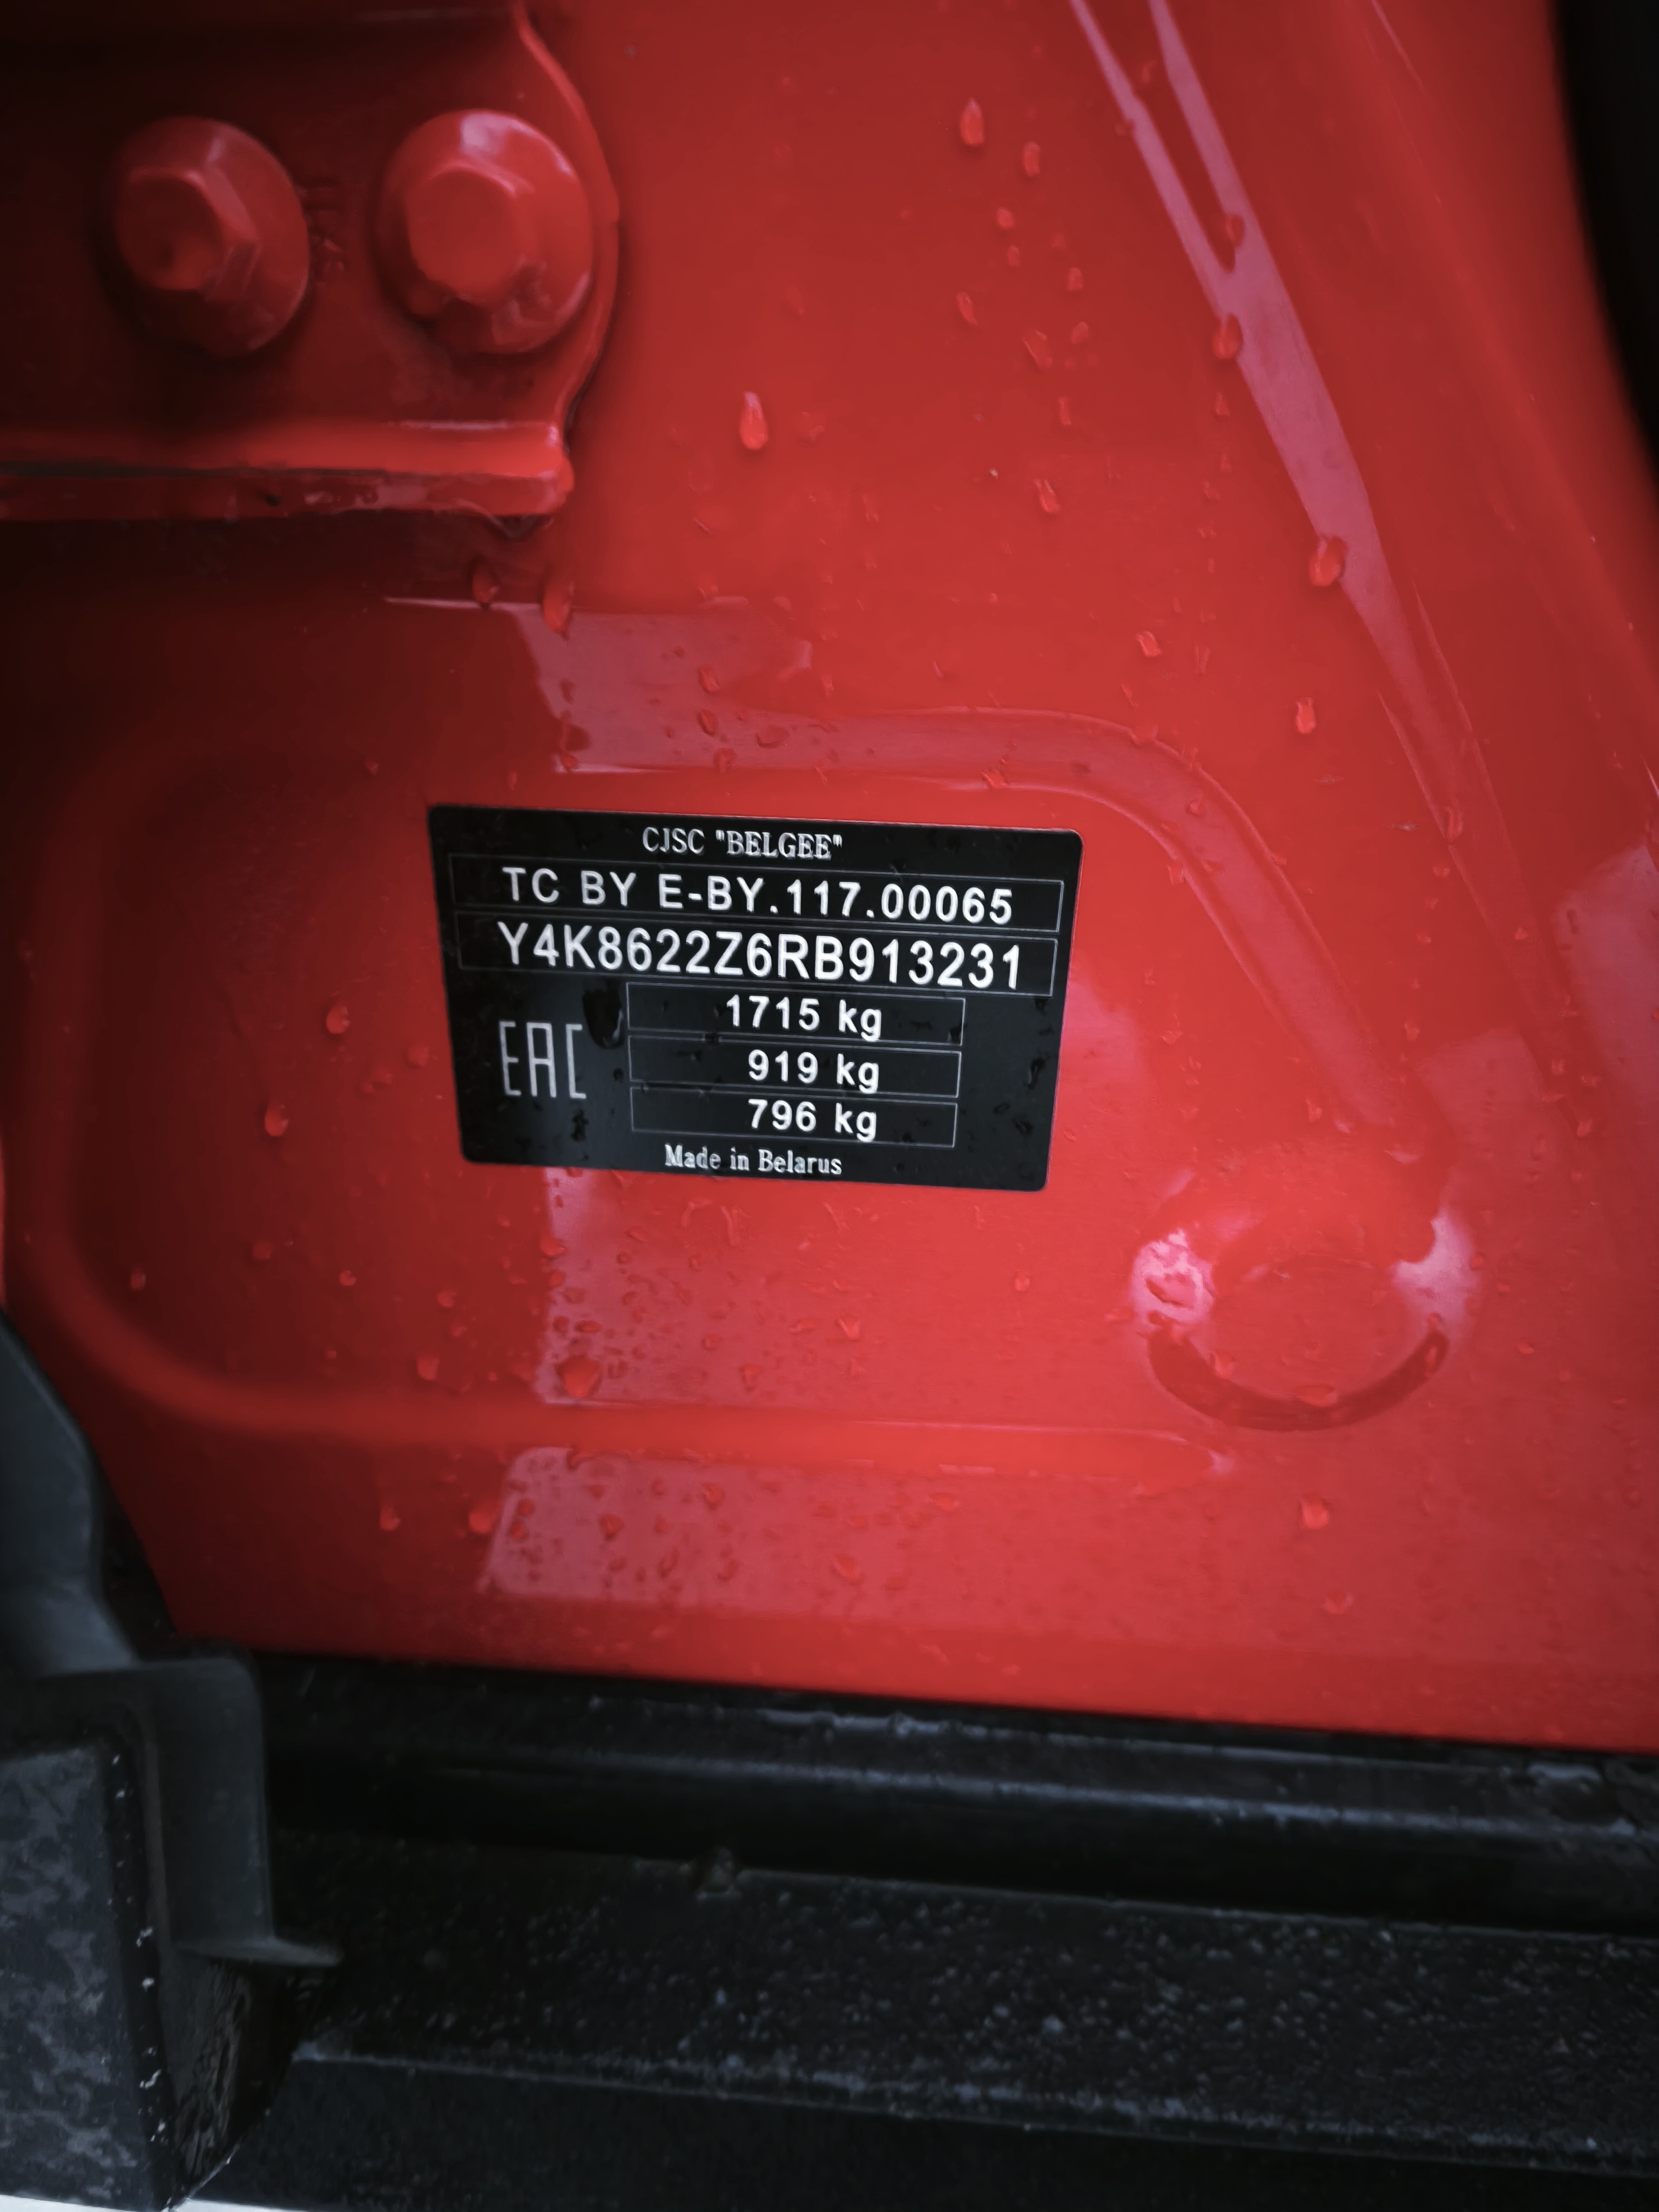 CJSC "BELGEE"
TC BY E-BY.117.00065
Y4K8622Z6RB913231
1715 kg
EAC
919 kg
796 kg
Made in Belarus